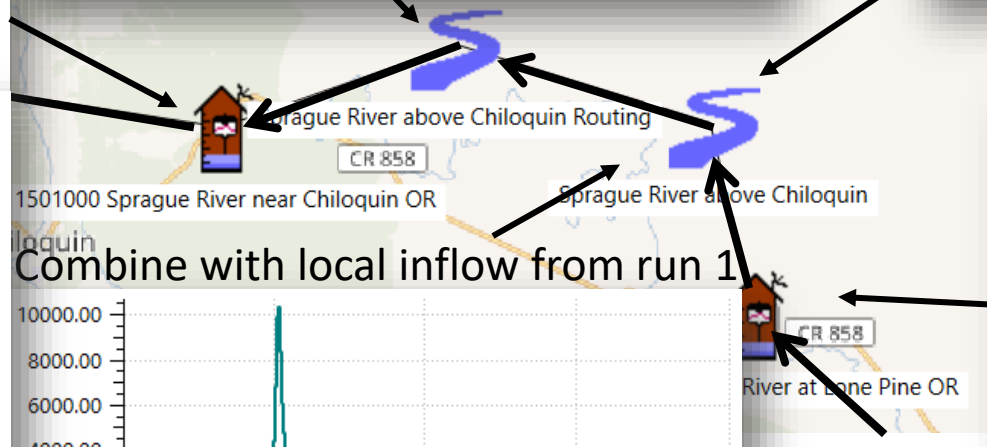 Sprague River above Chiloquin Routing
CR 858
1501000 Sprague River near Chiloquin OR
Sprague River above Chiloquin
iloquin
Combine with local inflow from run 1
10000.00
8000.00
6000.00
CR 858
River at Lone Pine OR